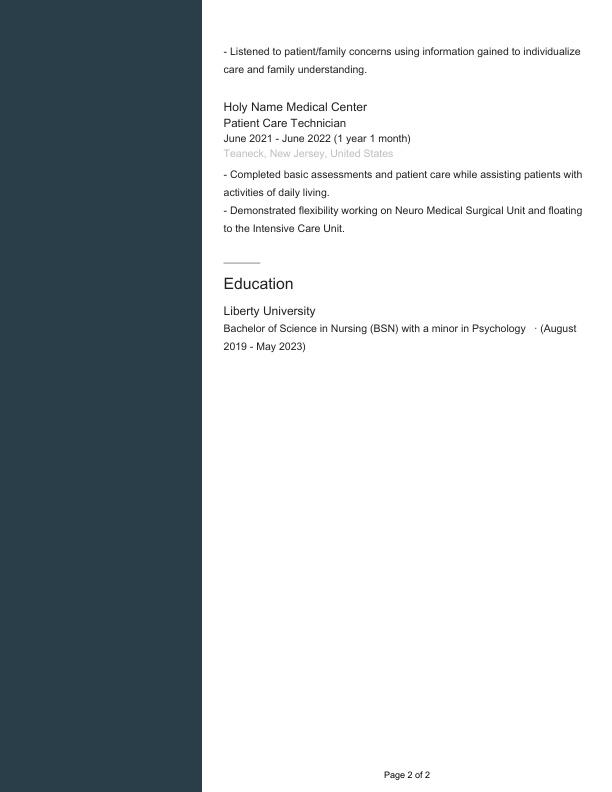 - Listened to patient/family concerns using information gained to individualize
care and family understanding.
Holy Name Medical Center
Patient Care Technician
June 2021 - June 2022 (1 year 1 month)
Teaneck, New Jersey, United States
- Completed basic assessments and patient care while assisting patients with
activities of daily living.
- Demonstrated flexibility working on Neuro Medical Surgical Unit and floating
to the Intensive Care Unit.
Education
Liberty University
Bachelor of Science in Nursing (BSN) with a minor in Psychology · (August
2019 - May 2023)
Page 2 of 2